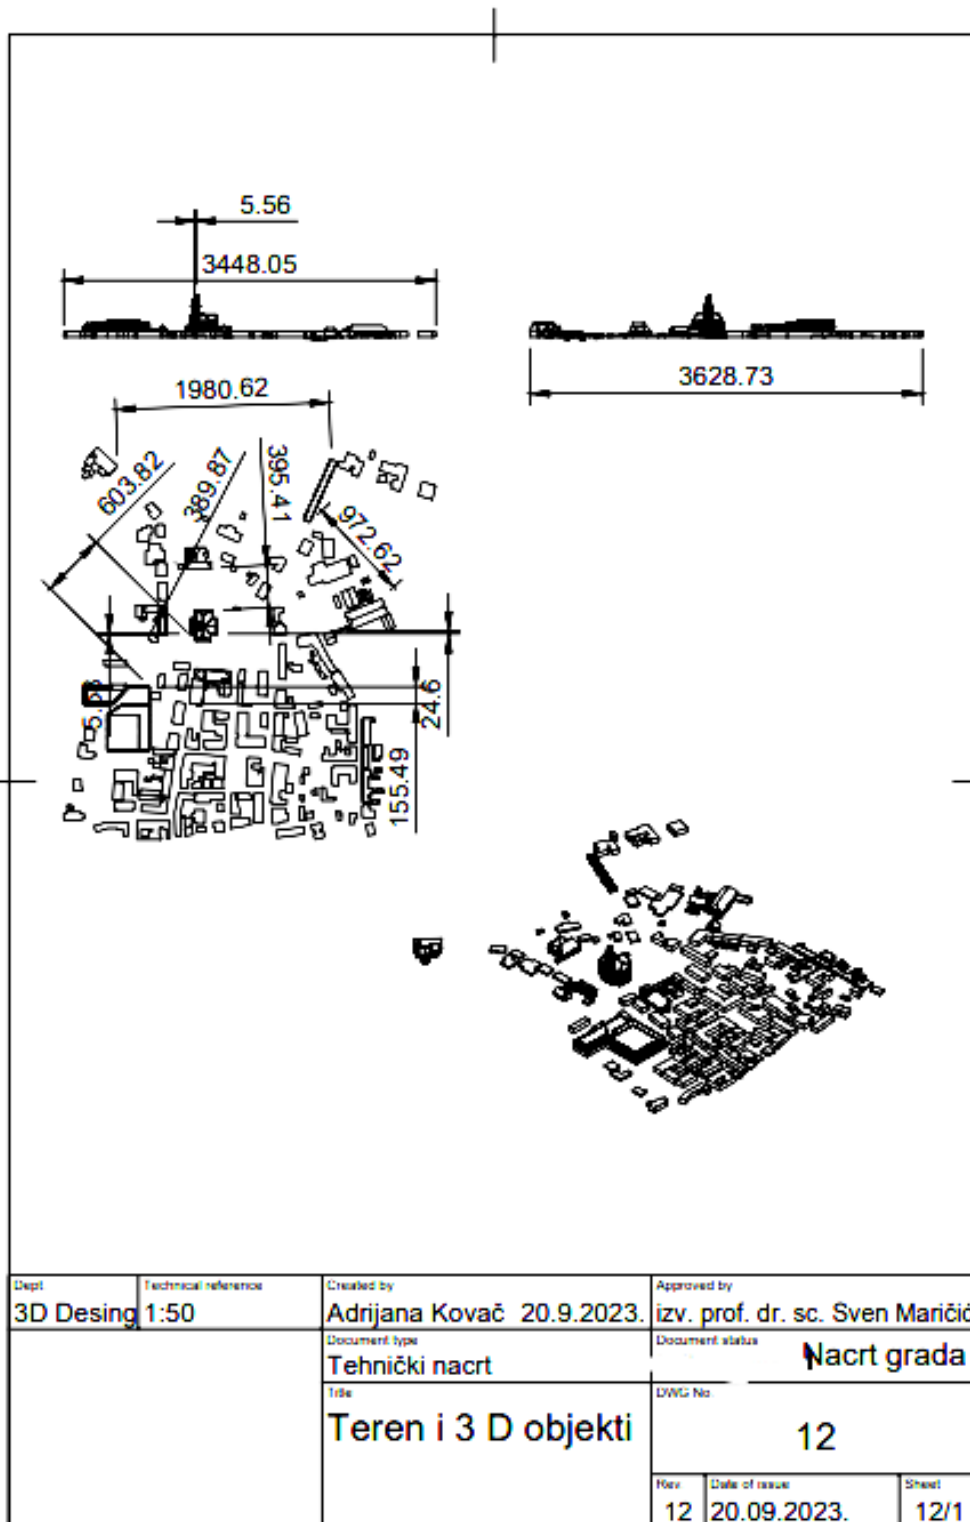 5.56
3448.05
3628.73
1980.62
603.82
389.87
395.41
972.62
24.6
155.49
Dept
Technical reference
Created by
Approved by
3D Desing
1:50
Adrijana Kovač 20.9.2023.
izv. prof. dr. sc. Sven Maričić
Document type
Document status
Tehnički nacrt
Nacrt grada
Title
DWG No.
Teren i 3 D objekti
12
Rev.
Date of issue
Sheet
12
20.09.2023.
12/1